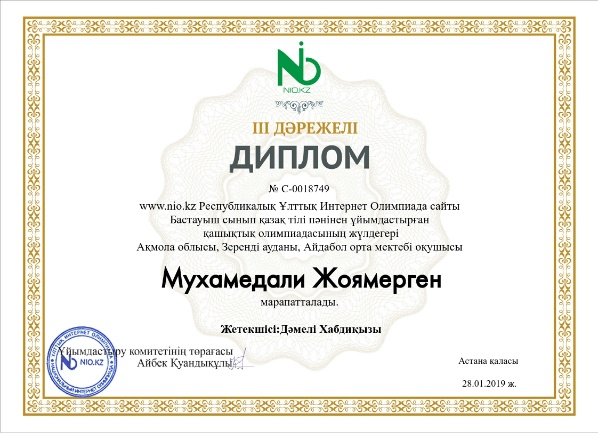 NIO.KZ
III ДӘРЕЖЕЛІ
ДИПЛОМ
№ С-0018749
www.nio.kz Республикалық Ұлттық Интернет Олимпиада сайты
Бастауыш сынып қазақ тілі пәнінен ұйымдастырған
қашықтық олимпиадасының жүлдегері
Ақмола облысы, Зеренді ауданы, Айдабол орта мектебі оқушысы
Мухамедали Жоямерген
марапатталады.
Жетекшісі:Дәмелі Хабдиқызы
Ұйымдастыру комитетінің төрағасы
Айбек Қуандықұлы
NIO.KZ
Астана қаласы
28.01.2019 ж.